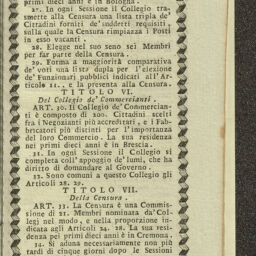 primi dieci anni è in Bologna.
27. In ogni Sessione il Collegio tras-
mette alla Censura una lista tripla de'
Cittadini forniti de' suddetti requisiti,
sulla quale la Censura rimpiazza i Posti
in esso vacanti.
28. Elegge nel suo seno sei Membri
per far parte della Censura.
29. Forma a maggiorità comparativa
de' voti una lista dupla per l'elezione
de' Funzionarj pubblici indicati all'Ar-
ticolo 11., e la presenta alla Censura.
TITOLO VI.
Del Collegio de' Commercianti.
ART. 30. Il Collegio de' Commercian-
ti è composto di 200. Cittadini scelti
fra i Negozianti più accreditati, e i Fab-
bricatori più distinti per l'importanza
del loro Commercio. La sua residenza
nei primi dieci anni è in Brescia.
31. In ogni Sessione il Collegio si
completa coll'appoggio de' lumi, che ha
diritto di domandare al Governo.
32. Sono comuni a questo Collegio gli
Articoli 28. 29.
TITOLO VII.
Della Censura.
ART. 33. La Censura è una Commis-
sione di 21. Membri nominata da' Col-
legj nel modo, e nella proporzione in-
dicata agli Articoli 24. 28. La sua resi-
denza pei primi dieci anni è in Cremona.
34. Si aduna necessariamente non più
tardi di cinque giorni dopo le Sessioni